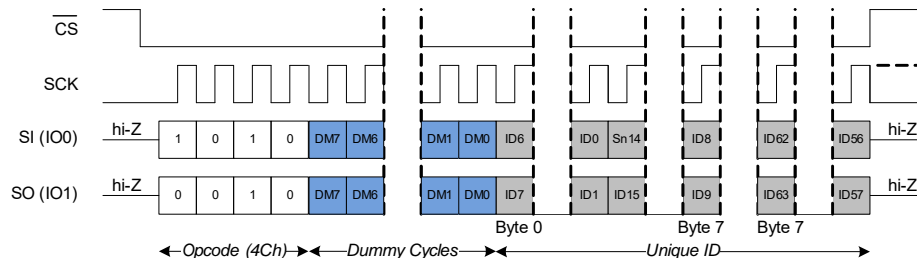 CS
SCK
SI (IO0) hi-Z 1 0 1 0 DM7 DM6 DM1 DM0 ID6 ID0 Sn14 ID8 ID62 ID56 hi-Z
SO (IO1) hi-Z 0 0 1 0 DM7 DM6 DM1 DM0 ID7 ID1 ID15 ID9 ID63 ID57 hi-Z
Byte 0 Byte 7 Byte 7
Opcode (4Ch) Dummy Cycles Unique ID